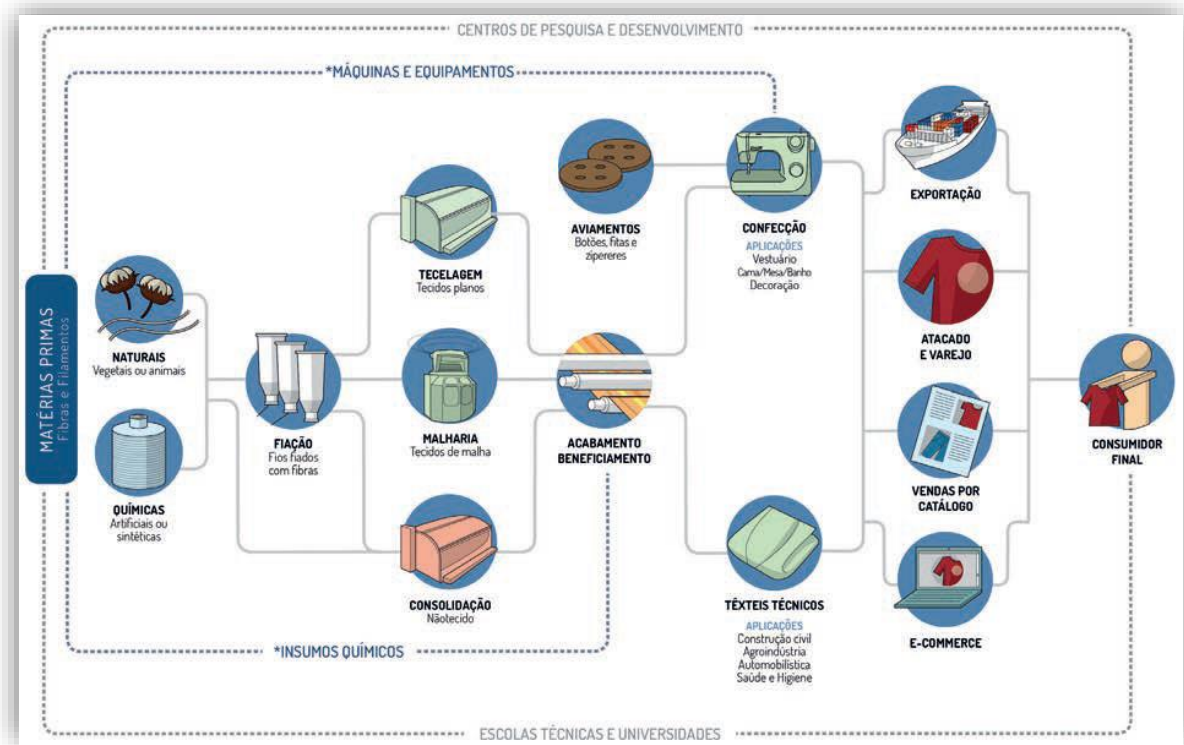 CENTROS DE PESQUISA E DESENVOLVIMENTO
*MÁQUINAS E EQUIPAMENTOS
MATÉRIAS PRIMAS
Fibras e Filamentos
NATURAIS
Vegetais ou animais
QUÍMICAS
Artificiais ou
sintéticas
FIAÇÃO
Fios fiados
com fibras
TECELAGEM
Tecidos planos
MALHARIA
Tecidos de malha
CONSOLIDAÇÃO
Nãotecido
AVIAMENTOS
Botões, fitas e
zipereres
ACABAMENTO
BENEFICIAMENTO
CONFECÇÃO
APLICAÇÕES
Vestuário
Cama/Mesa/Banho
Decoração
TÊXTEIS TÉCNICOS
APLICAÇÕES
Construção civil
Agroindústria
Automobilística
Saúde e Higiene
EXPORTAÇÃO
ATACADO
E VAREJO
VENDAS POR
CATÁLOGO
E-COMMERCE
CONSUMIDOR
FINAL
*INSUMOS QUÍMICOS
ESCOLAS TÉCNICAS E UNIVERSIDADES